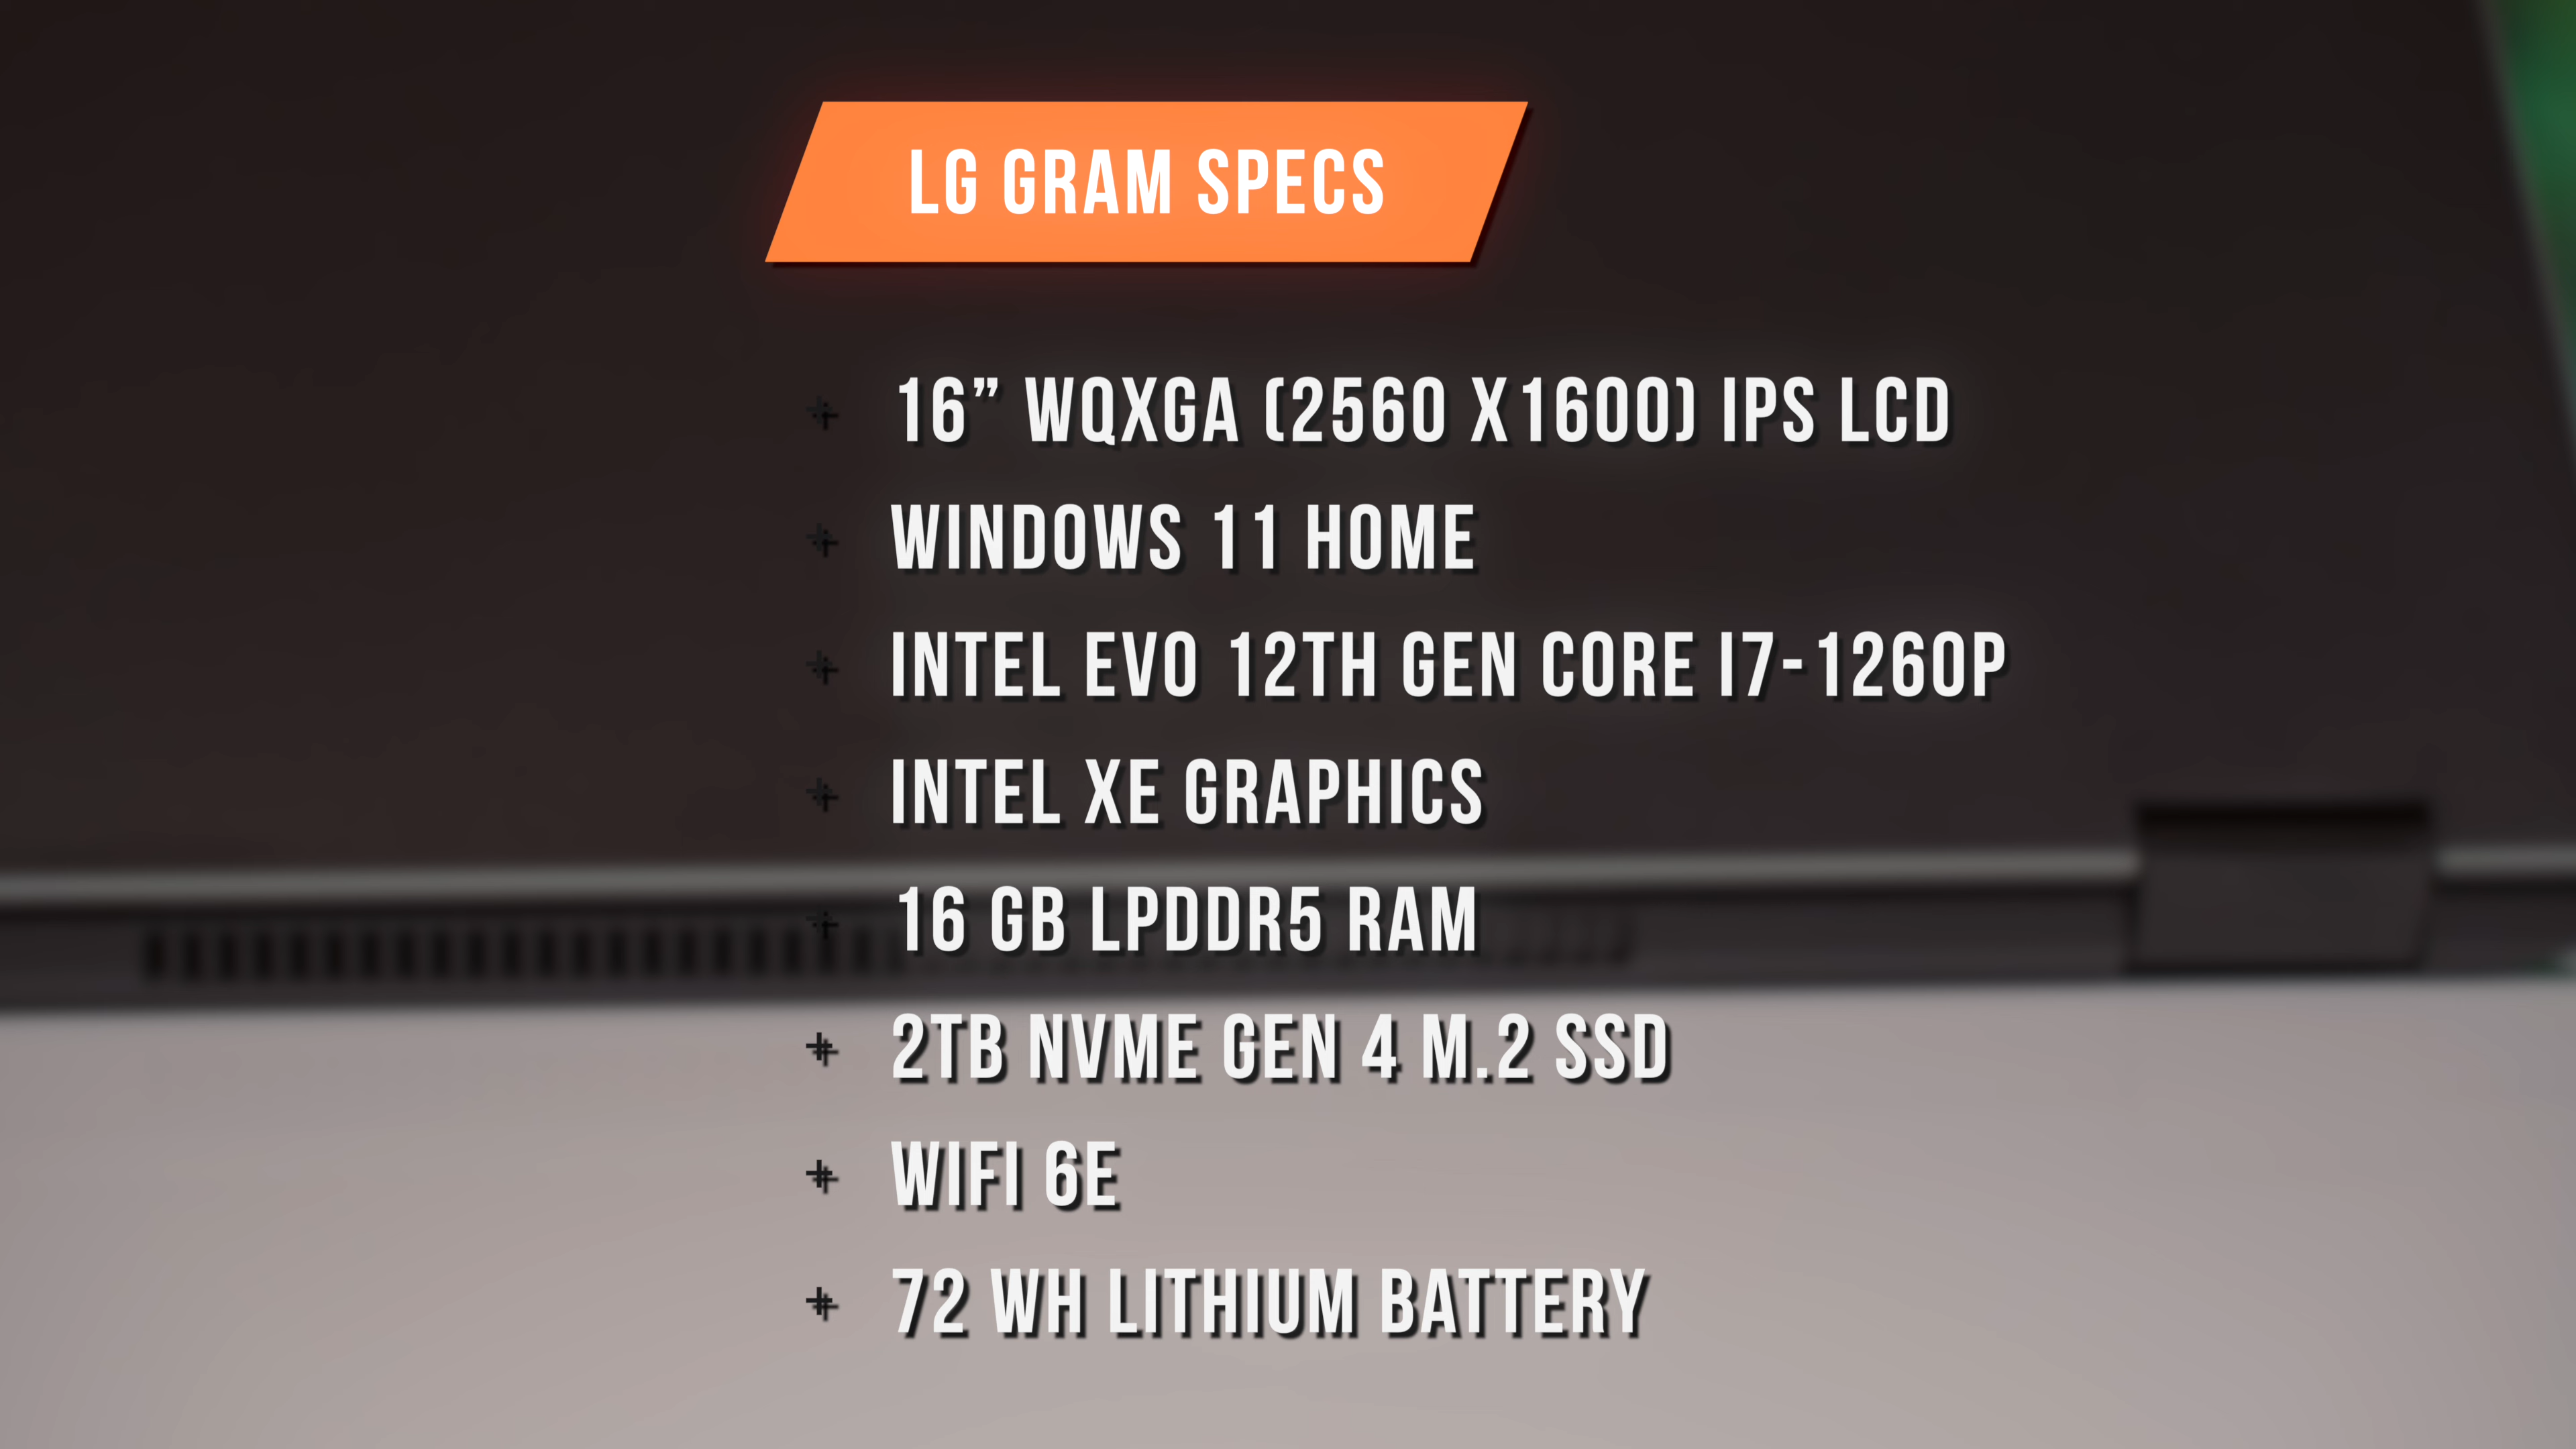 LG GRAM SPECS
+ 16” WQXGA (2560 X1600) IPS LCD
+ WINDOWS 11 HOME
+ INTEL EVO 12TH GEN CORE I7-1260P
+ INTEL XE GRAPHICS
+ 16 GB LPDDR5 RAM
+ 2TB NVME GEN 4 M.2 SSD
+ WIFI 6E
+ 72 WH LITHIUM BATTERY